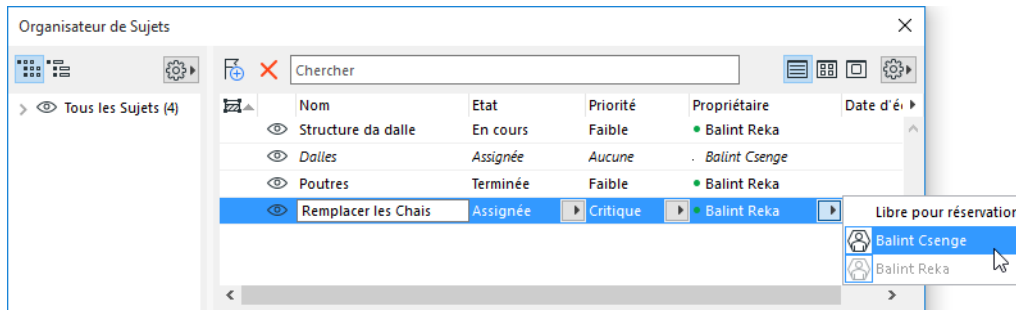 Organisateur de Sujets
Chercher
Tous les Sujets (4)
Nom Etat Priorité Propriétaire Date d'é
Structure da dalle En cours Faible Balint Reka
Dalles Assignée Aucune Balint Csenge
Poutres Terminée Faible Balint Reka
Remplacer les Chais Assignée Critique Balint Reka
Libre pour réservation
Balint Csenge
Balint Reka